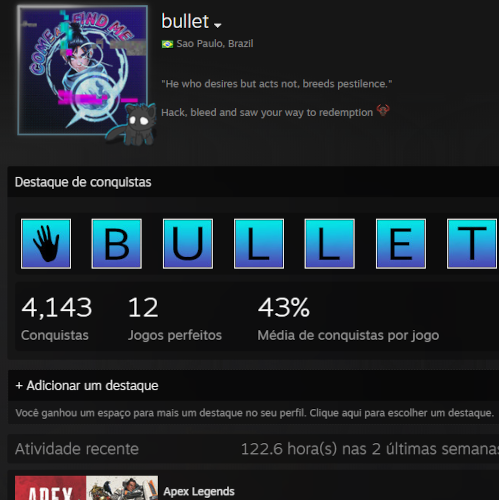 COME & FIND ME
bullet
Sao Paulo, Brazil
"He who desires but acts not, breeds pestilence."
Hack, bleed and saw your way to redemption
Destaque de conquistas
B U L L E T
4,143 12 43%
Conquistas Jogos perfeitos Média de conquistas por jogo
+ Adicionar um destaque
Você ganhou um espaço para mais um destaque no seu perfil. Clique aqui para escolher um destaque.
Atividade recente 122.6 hora(s) nas 2 últimas semanas
APEX Apex Legends